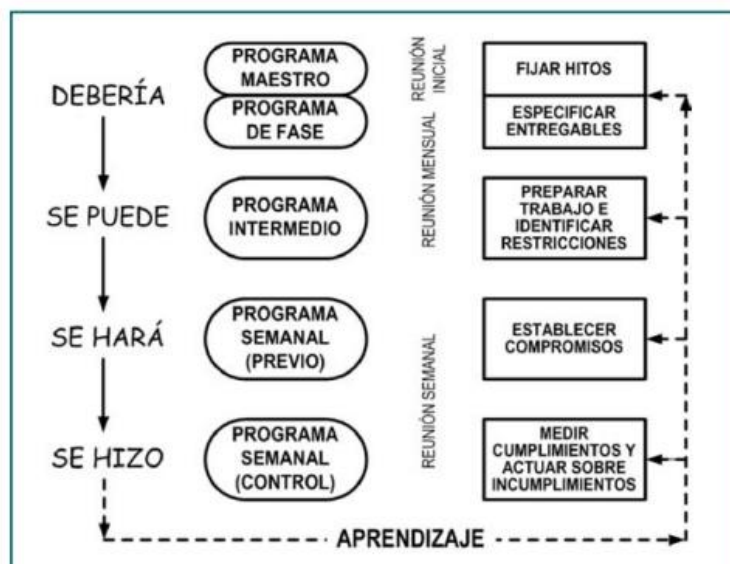 DEBERÍA
PROGRAMA
MAESTRO
PROGRAMA
DE FASE
REUNIÓN
INICIAL
FIJAR HITOS
ESPECIFICAR
ENTREGABLES
SE PUEDE
PROGRAMA
INTERMEDIO
REUNIÓN MENSUAL
PREPARAR
TRABAJO E
IDENTIFICAR
RESTRICCIONES
SE HARÁ
PROGRAMA
SEMANAL
(PREVIO)
REUNIÓN SEMANAL
ESTABLECER
COMPROMISOS
SE HIZO
PROGRAMA
SEMANAL
(CONTROL)
MEDIR
CUMPLIMIENTOS Y
ACTUAR SOBRE
INCUMPLIMIENTOS
APRENDIZAJE